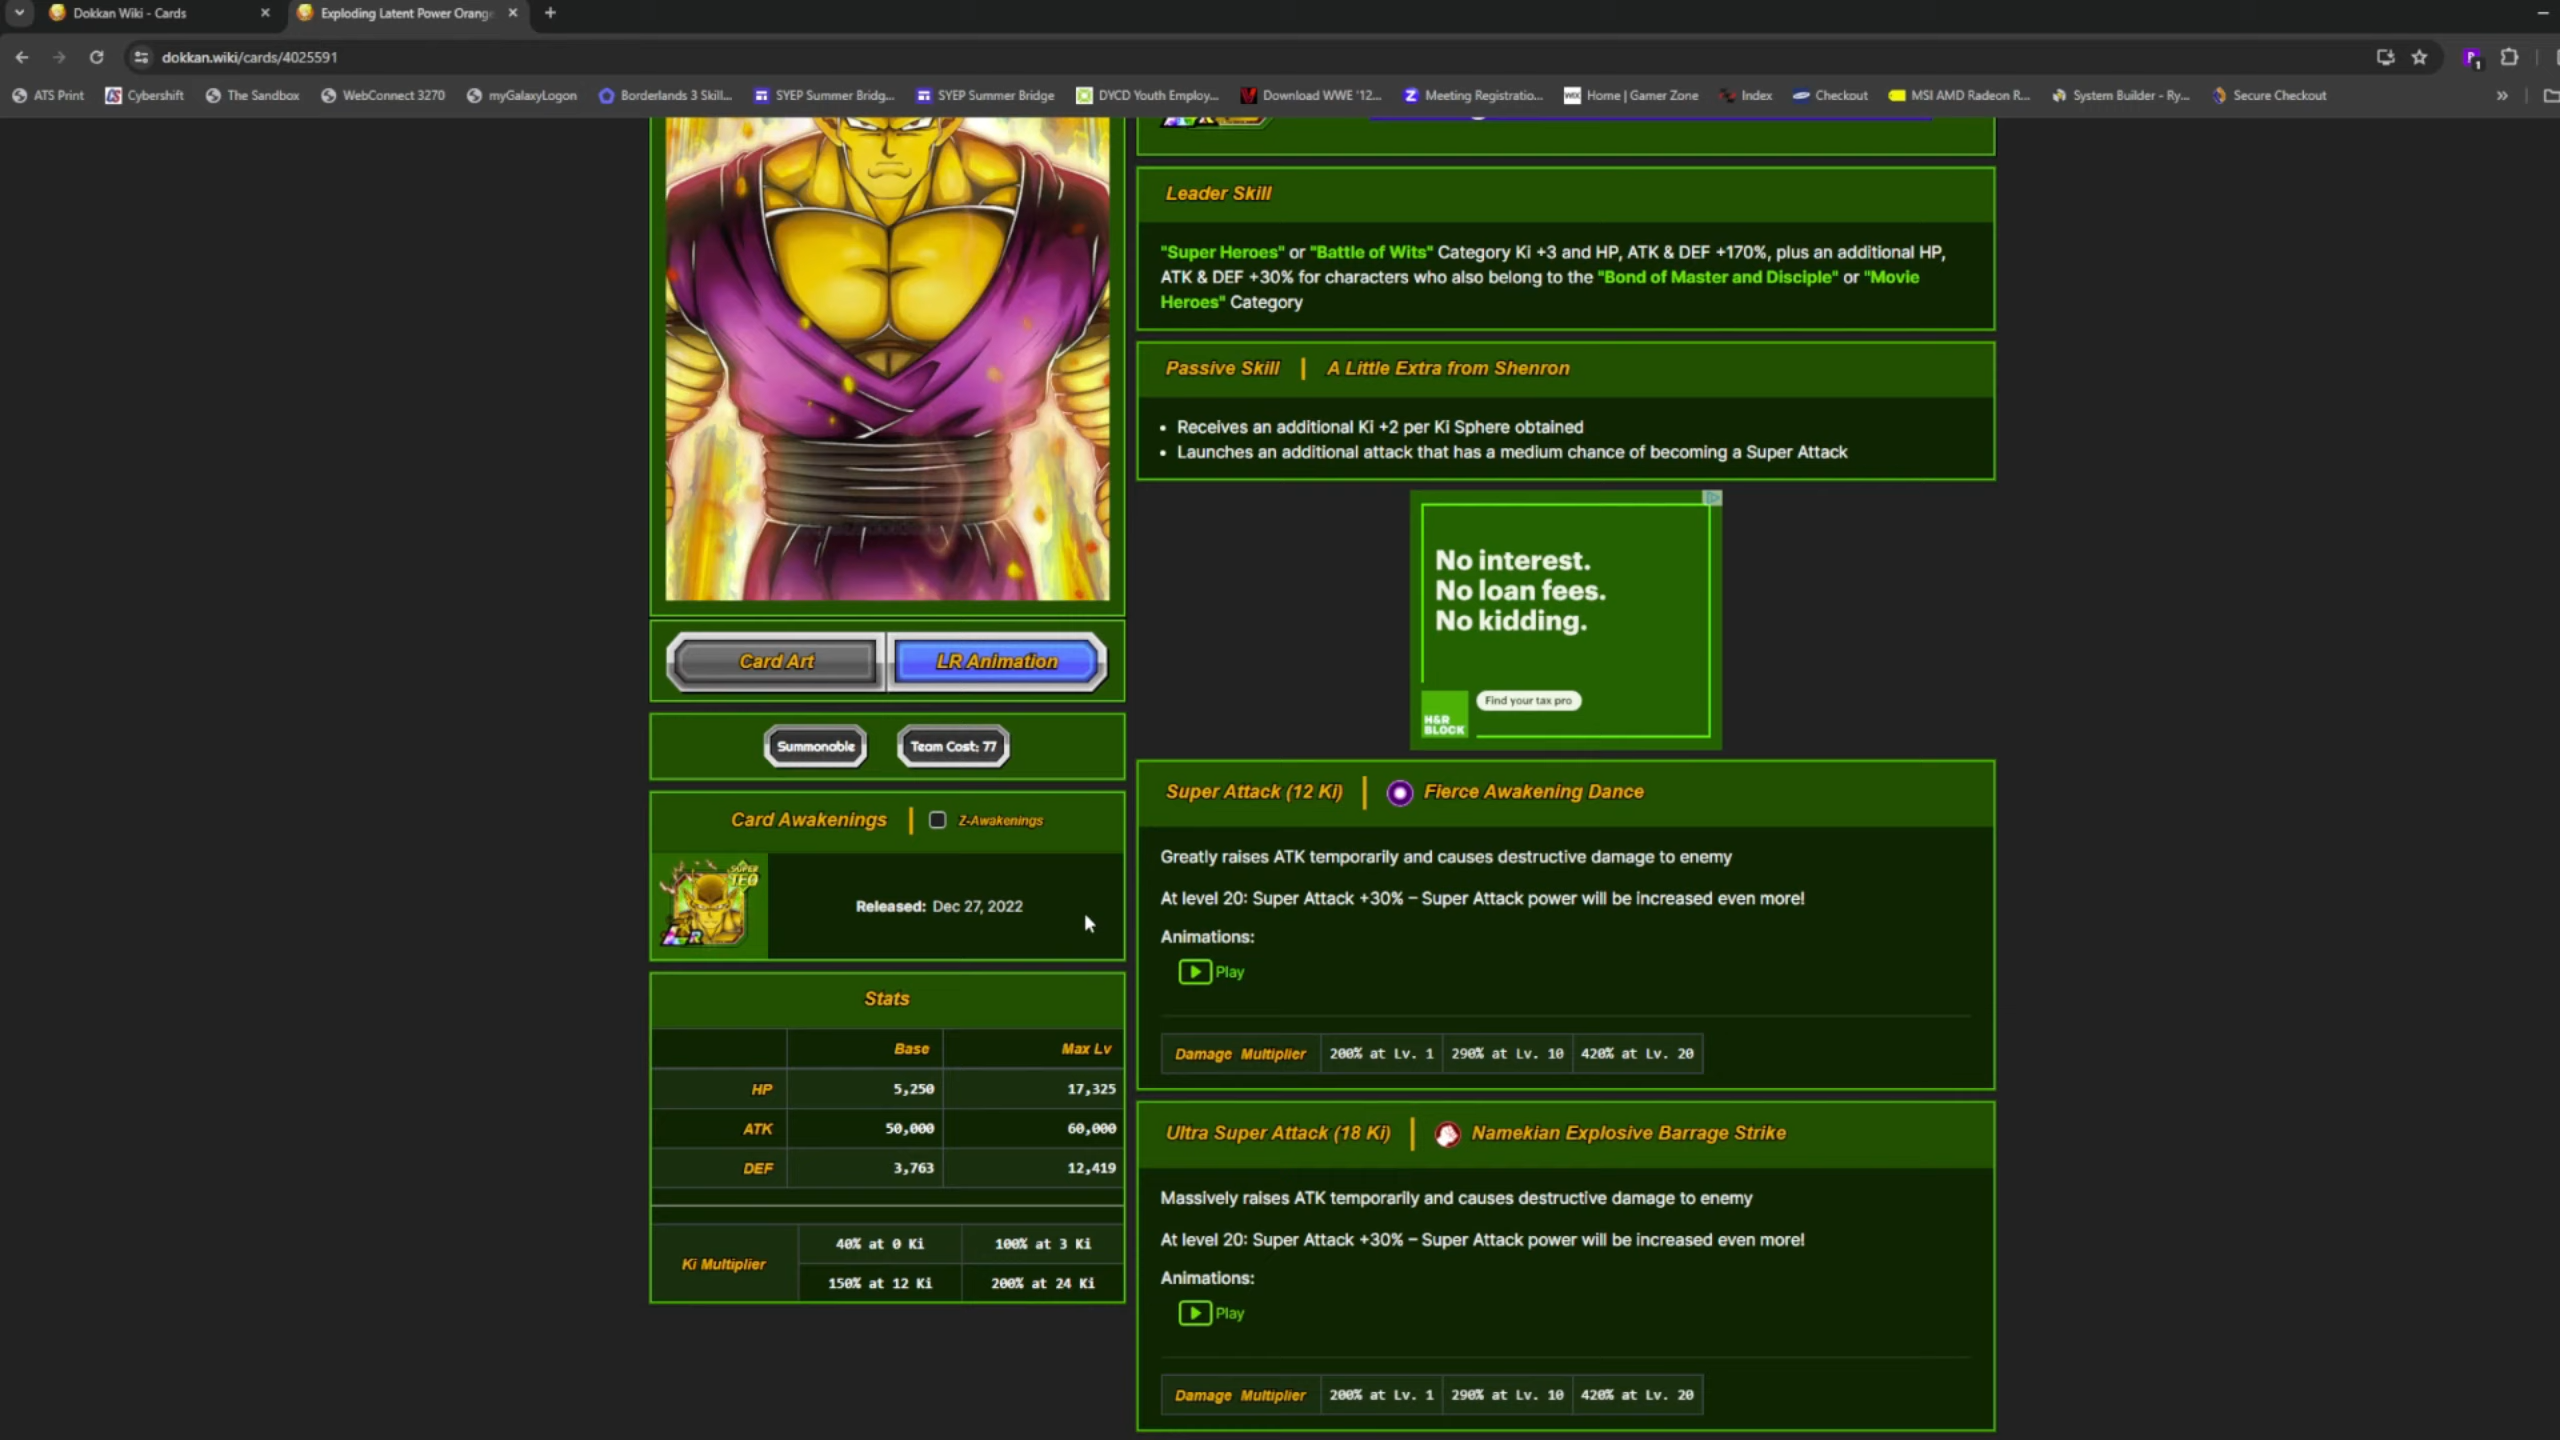 Dokkan Wiki - Cards
Exploding Latent Power Orange
dokkan.wiki/cards/4025591
ATS Print
Cybershift
The Sandbox
WebConnect 3270
myGalaxyLogon
Borderlands 3 Skill...
SYEP Summer Bridg...
SYEP Summer Bridge
DYCD Youth Employ...
Download WWE '12...
Meeting Registratio...
Home | Gamer Zone
Index
Checkout
MSI AMD Radeon R...
System Builder - Ry...
Secure Checkout
Card Art
LR Animation
Summonable
Team Cost: 77
Card Awakenings
Z-Awakenings
SUPER
TEQ
LR
Released: Dec 27, 2022
Stats
Base Max Lv
HP 5,250 17,325
ATK 50,000 60,000
DEF 3,763 12,419
Ki Multiplier
40% at 0 Ki 100% at 3 Ki
150% at 12 Ki 200% at 24 Ki
Leader Skill
"Super Heroes" or "Battle of Wits" Category Ki +3 and HP, ATK & DEF +170%, plus an additional HP,
ATK & DEF +30% for characters who also belong to the "Bond of Master and Disciple" or "Movie
Heroes" Category
Passive Skill | A Little Extra from Shenron
• Receives an additional Ki +2 per Ki Sphere obtained
• Launches an additional attack that has a medium chance of becoming a Super Attack
No interest.
No loan fees.
No kidding.
H&R
BLOCK
Find your tax pro
Super Attack (12 Ki) | Fierce Awakening Dance
Greatly raises ATK temporarily and causes destructive damage to enemy
At level 20: Super Attack +30% – Super Attack power will be increased even more!
Animations:
Play
Damage Multiplier 200% at Lv. 1 290% at Lv. 10 420% at Lv. 20
Ultra Super Attack (18 Ki) | Namekian Explosive Barrage Strike
Massively raises ATK temporarily and causes destructive damage to enemy
At level 20: Super Attack +30% – Super Attack power will be increased even more!
Animations:
Play
Damage Multiplier 200% at Lv. 1 290% at Lv. 10 420% at Lv. 20